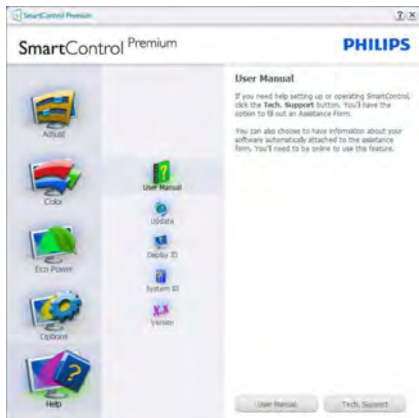 SmartControl Premium
SmartControl Premium
PHILIPS
User Manual
If you need help setting up or operating SmartControl,
click the Tech. Support button. You'll have the
option to fill out an Assistance Form.
You can also choose to have information about your
software automatically attached to the assistance
form. You'll need to be online to use this feature.
Adjust
Color
Eco Power
Options
Help
User Manual
Update
Display ID
System ID
Version
User Manual
Tech. Support